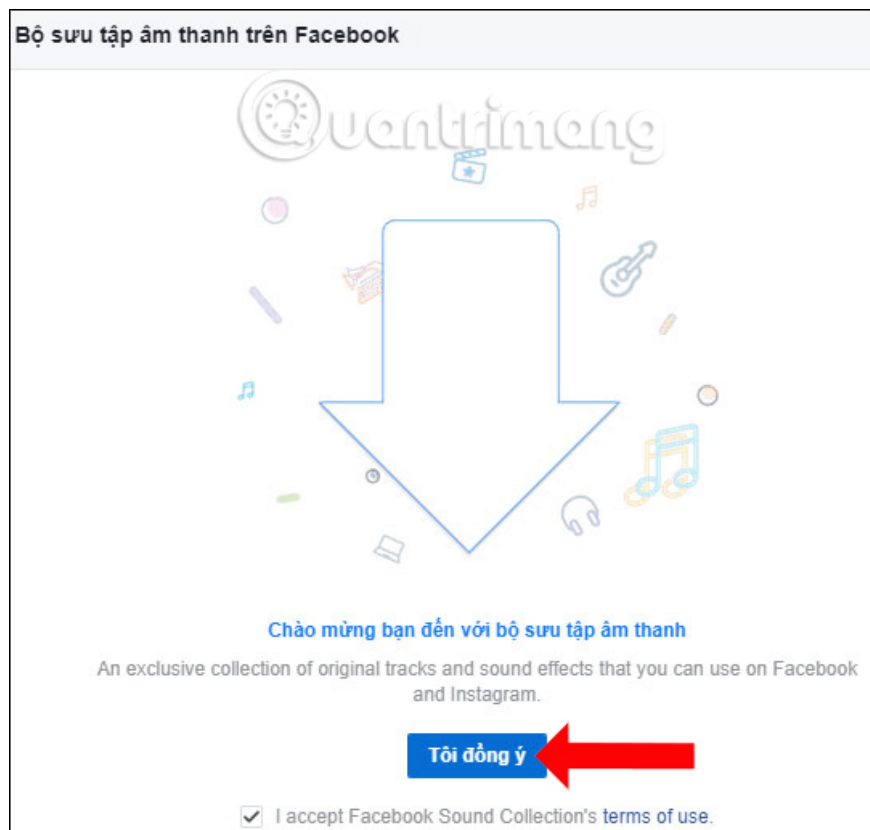 Bộ sưu tập âm thanh trên Facebook
Quantrimang
Chào mừng bạn đến với bộ sưu tập âm thanh
An exclusive collection of original tracks and sound effects that you can use on Facebook
and Instagram.
Tôi đồng ý
I accept Facebook Sound Collection's terms of use.